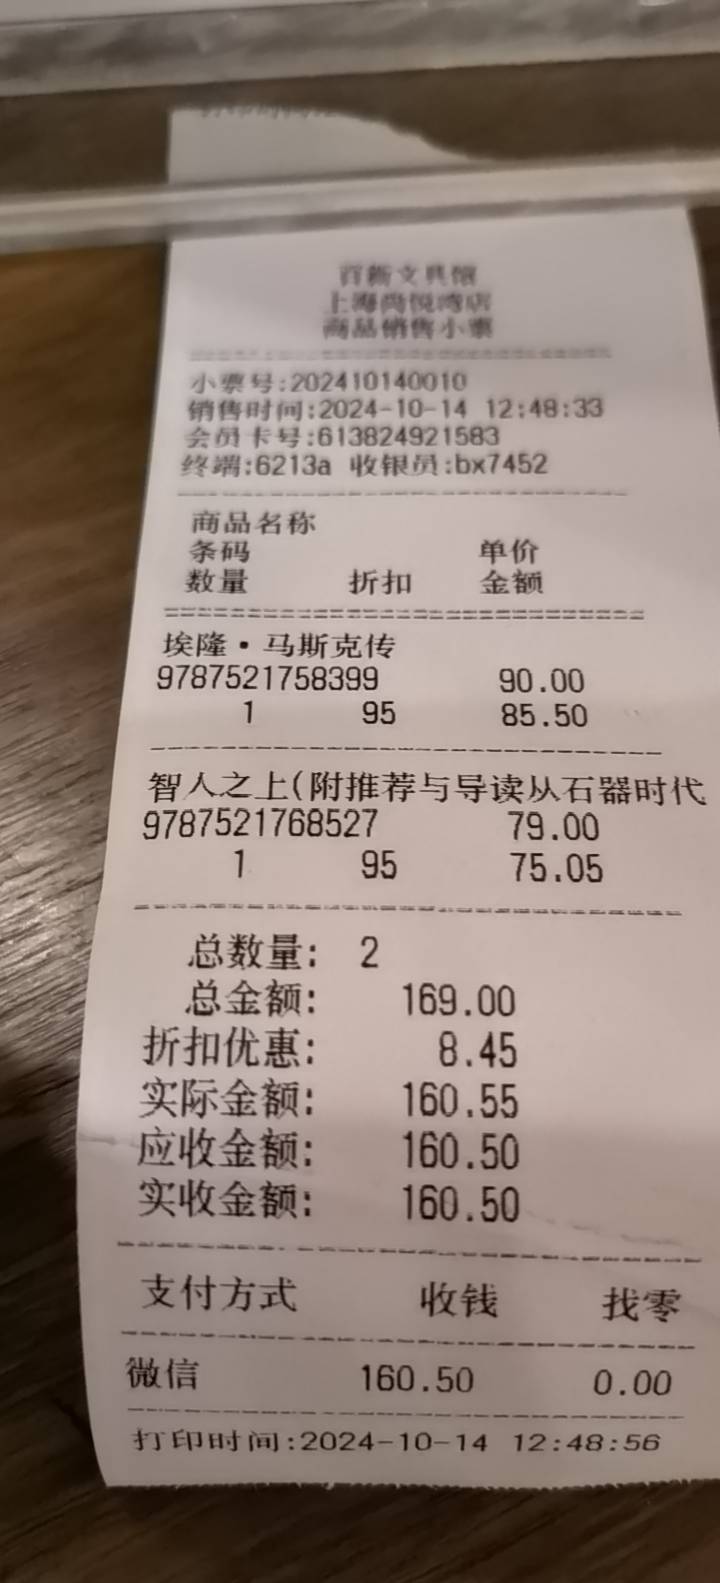 百新文具馆
上海尚悦湾店
商品销售小票
小票号:202410140010
销售时间:2024-10-14 12:48:33
会员卡号:613824921583
终端:6213a 收银员:bx7452
商品名称
条码 单价
数量 折扣 金额
埃隆·马斯克传
9787521758399 90.00
1 95 85.50
智人之上(附推荐与导读从石器时代
9787521768527 79.00
1 95 75.05
总数量: 2
总金额: 169.00
折扣优惠: 8.45
实际金额: 160.55
应收金额: 160.50
实收金额: 160.50
支付方式 收钱 找零
微信 160.50 0.00
打印时间:2024-10-14 12:48:56